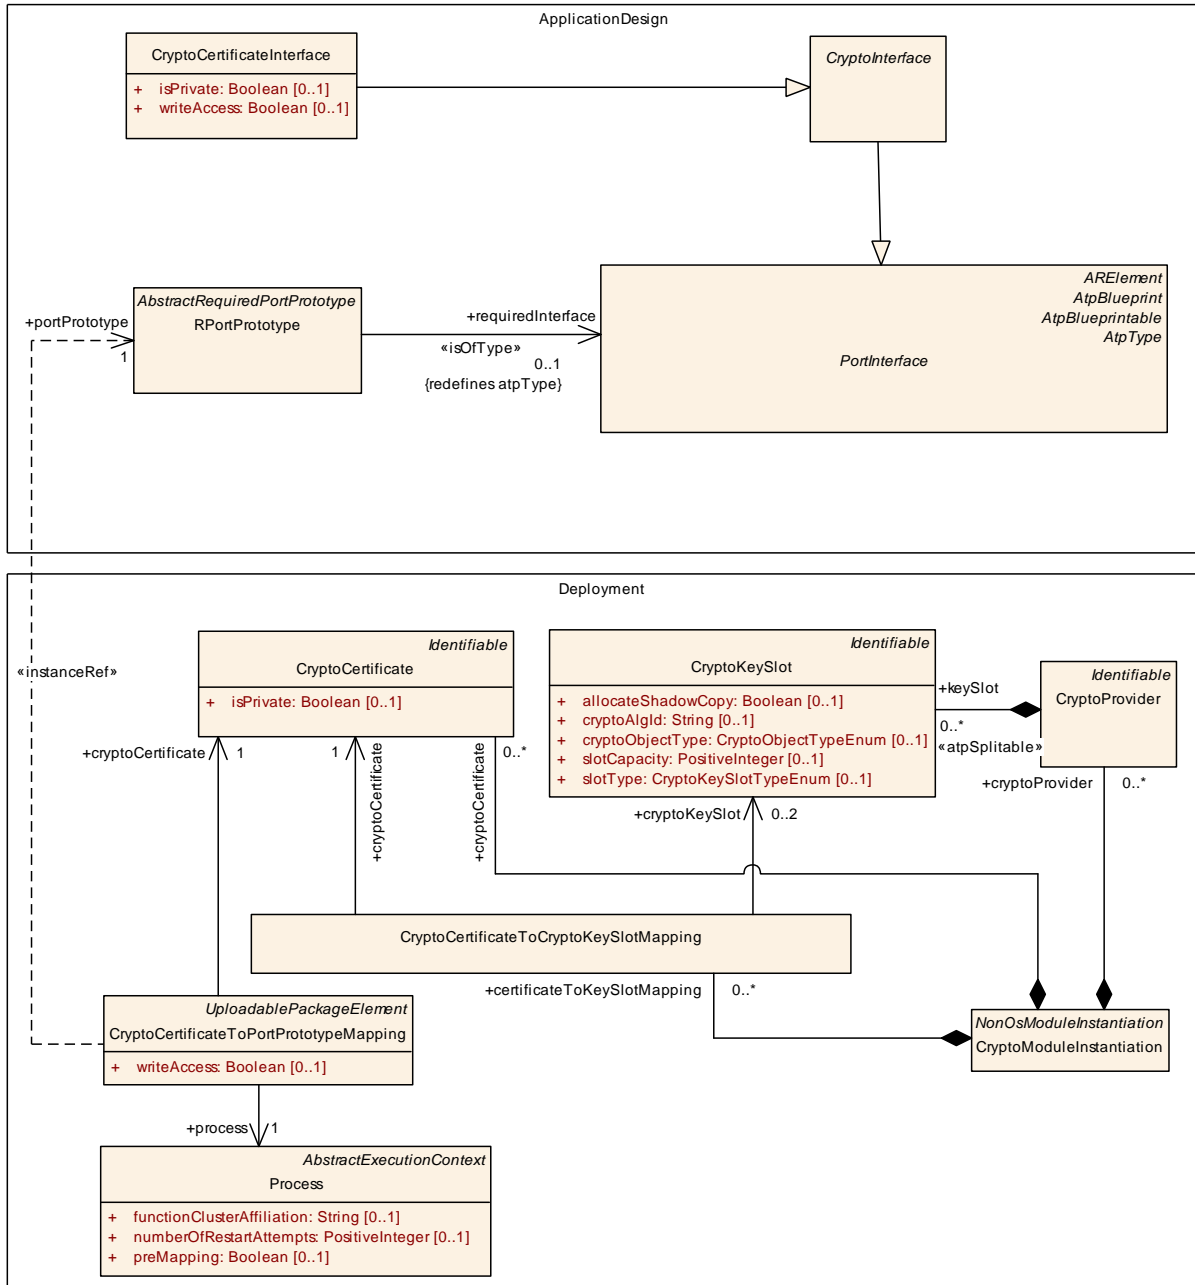 ApplicationDesign
CryptoCertificateInterface
+ isPrivate: Boolean [0..1]
+ writeAccess: Boolean [0..1]
CryptoInterface
ARElement
AtpBlueprint
AtpBlueprintable
AtpType
PortInterface
AbstractRequiredPortPrototype
RPortPrototype
+portPrototype
1
+requiredInterface
«isOfType»
0..1
{redefines atpType}
Deployment
«instanceRef»
Identifiable
CryptoCertificate
+ isPrivate: Boolean [0..1]
Identifiable
CryptoKeySlot
+ allocateShadowCopy: Boolean [0..1]
+ cryptoAlgId: String [0..1]
+ cryptoObjectType: CryptoObjectTypeEnum [0..1]
+ slotCapacity: PositiveInteger [0..1]
+ slotType: CryptoKeySlotTypeEnum [0..1]
+keySlot
0..*
«atpSplitable»
Identifiable
CryptoProvider
+cryptoProvider
0..*
+cryptoCertificate
1
1
+cryptoCertificate
+cryptoCertificate
0..*
+cryptoKeySlot
0..2
CryptoCertificateToCryptoKeySlotMapping
+certificateToKeySlotMapping
0..*
NonOsModuleInstantiation
CryptoModuleInstantiation
UploadablePackageElement
CryptoCertificateToPortPrototypeMapping
+ writeAccess: Boolean [0..1]
+process
1
AbstractExecutionContext
Process
+ functionClusterAffiliation: String [0..1]
+ numberOfRestartAttempts: PositiveInteger [0..1]
+ preMapping: Boolean [0..1]